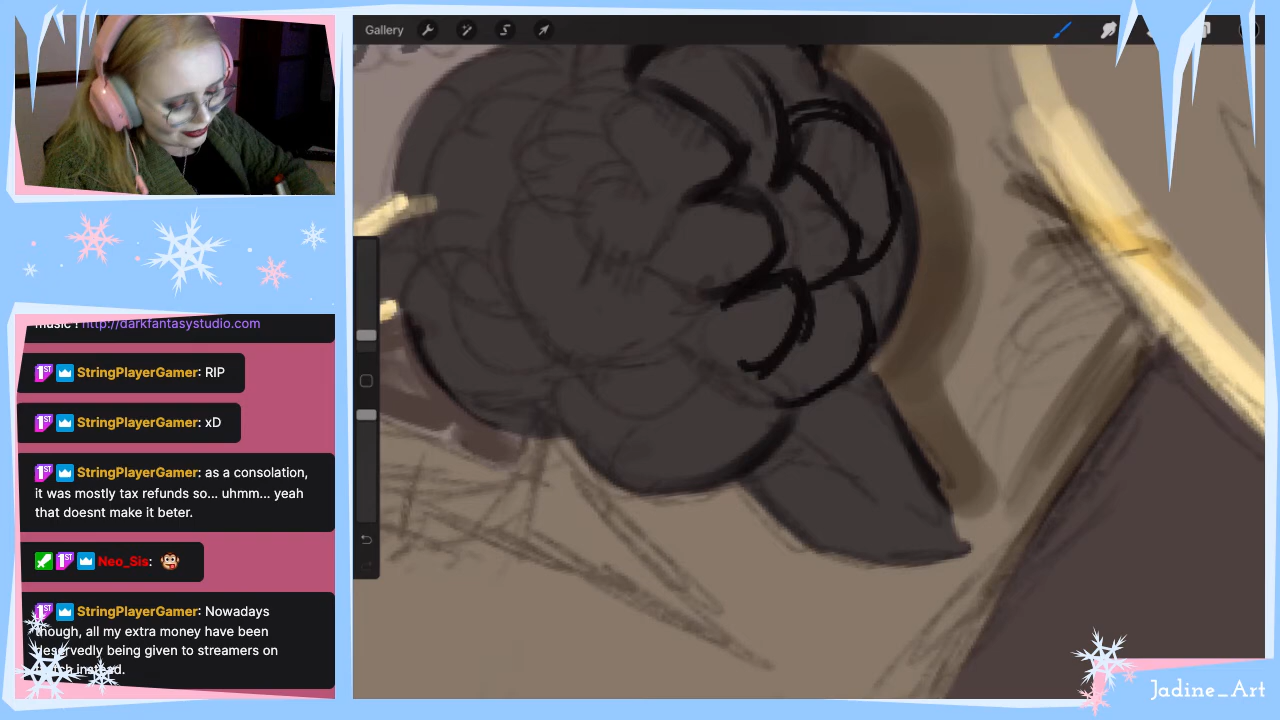 Gallery
music ! http://darkfantasystudio.com
StringPlayerGamer: RIP
StringPlayerGamer: xD
StringPlayerGamer: as a consolation,
it was mostly tax refunds so... uhmm... yeah
that doesnt make it beter.
Neo_Sis:
StringPlayerGamer: Nowadays
though, all my extra money have been
deservedly being given to streamers on
twitch instead.
Jadine_Art